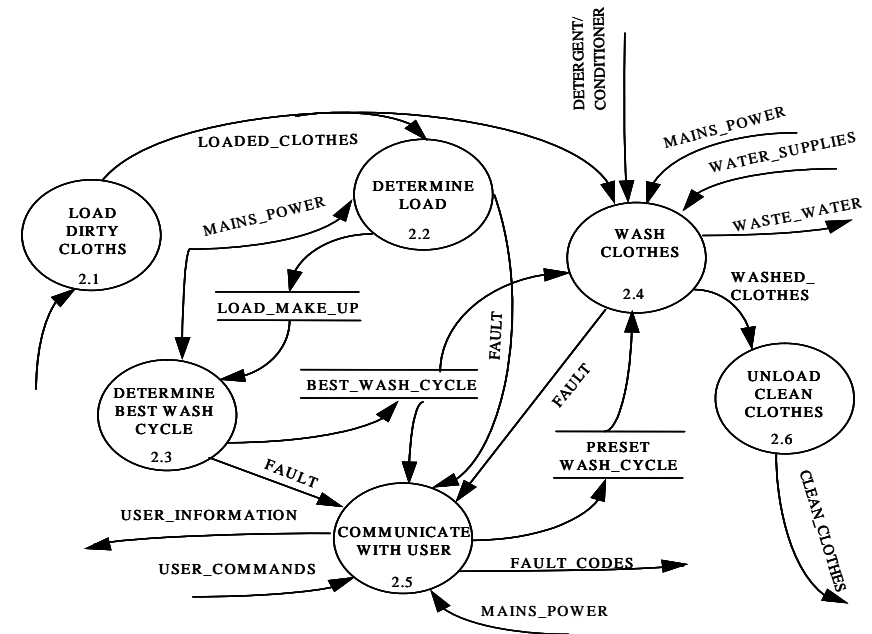 DETERGENT/
CONDITIONER
MAINS_POWER
WATER_SUPPLIES
LOADED_CLOTHES
DETERMINE
LOAD
2.2
LOAD
DIRTY
CLOTHS
2.1
MAINS_POWER
WASTE_WATER
WASH
CLOTHES
2.4
WASHED_
CLOTHES
LOAD_MAKE_UP
FAULT
BEST_WASH_CYCLE
FAULT
UNLOAD
CLEAN
CLOTHES
2.6
DETERMINE
BEST WASH
CYCLE
2.3
PRESET
WASH_CYCLE
FAULT
CLEAN_CLOTHES
USER_INFORMATION
COMMUNICATE
WITH USER
2.5
USER_COMMANDS
FAULT_CODES
MAINS_POWER